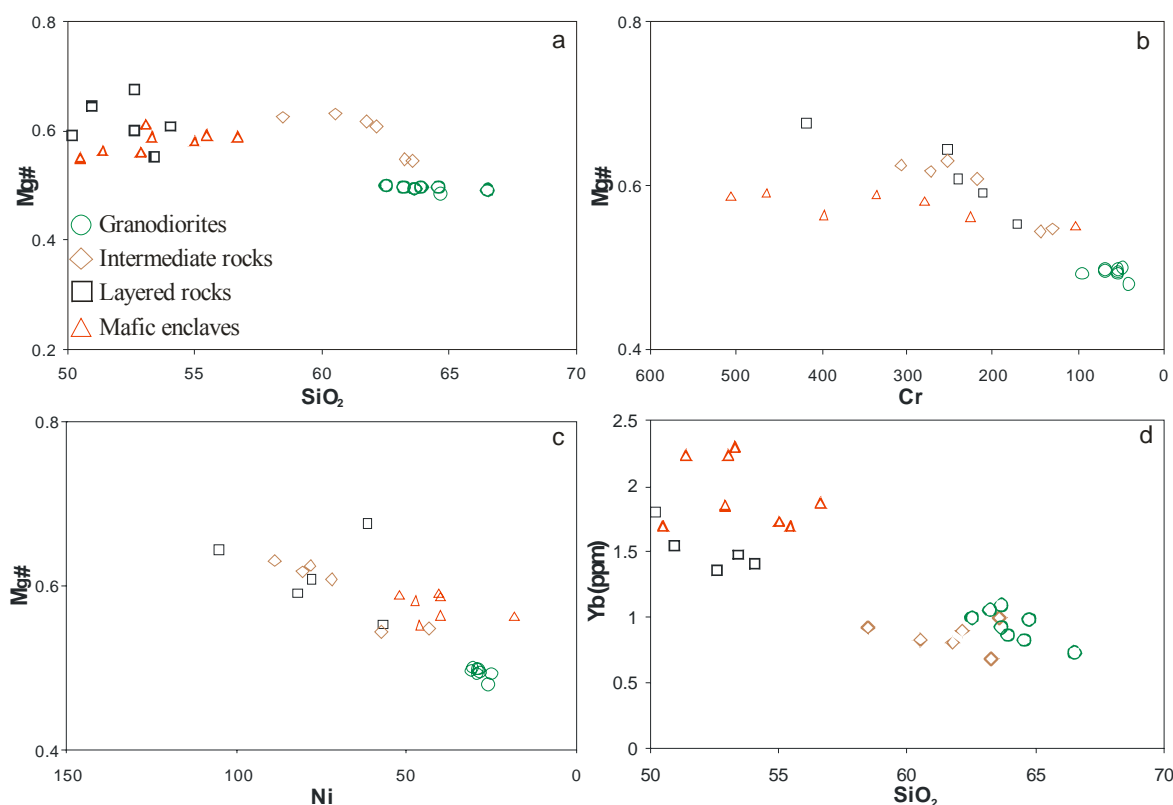 a
0.8
0.6
0.4
0.2
Mg#
50
55
60
65
70
SiO₂
Granodiorites
Intermediate rocks
Layered rocks
Mafic enclaves
b
0.8
0.6
0.4
Mg#
600
500
400
300
200
100
0
Cr
c
0.8
0.6
0.4
Mg#
150
100
50
0
Ni
d
2.5
2
1.5
1
0.5
0
Yb(ppm)
50
55
60
65
70
SiO₂